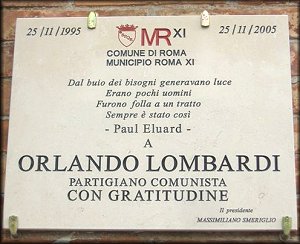 25/11/1995 MR XI 25/11/2005
ROMA
COMUNE DI ROMA
MUNICIPIO ROMA XI
Dal buio dei bisogni generavano luce
Erano pochi uomini
Furono folla a un tratto
Sempre è stato così
- Paul Eluard -
A
ORLANDO LOMBARDI
PARTIGIANO COMUNISTA
CON GRATITUDINE
Il presidente
MASSIMILIANO SMERIGLIO